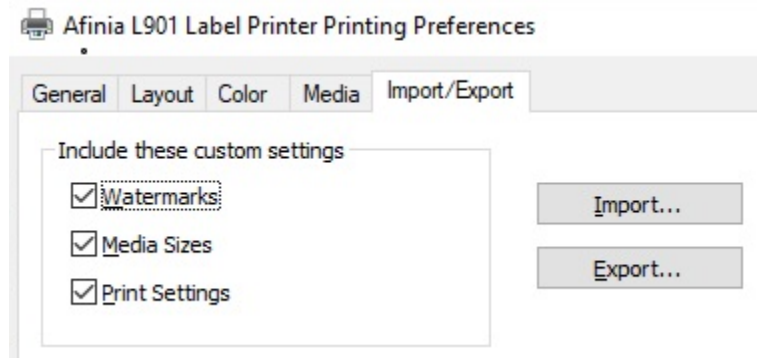 Afinia L901 Label Printer Printing Preferences
General Layout Color Media Import/Export
Include these custom settings
Watermarks
Import...
Media Sizes
Export...
Print Settings